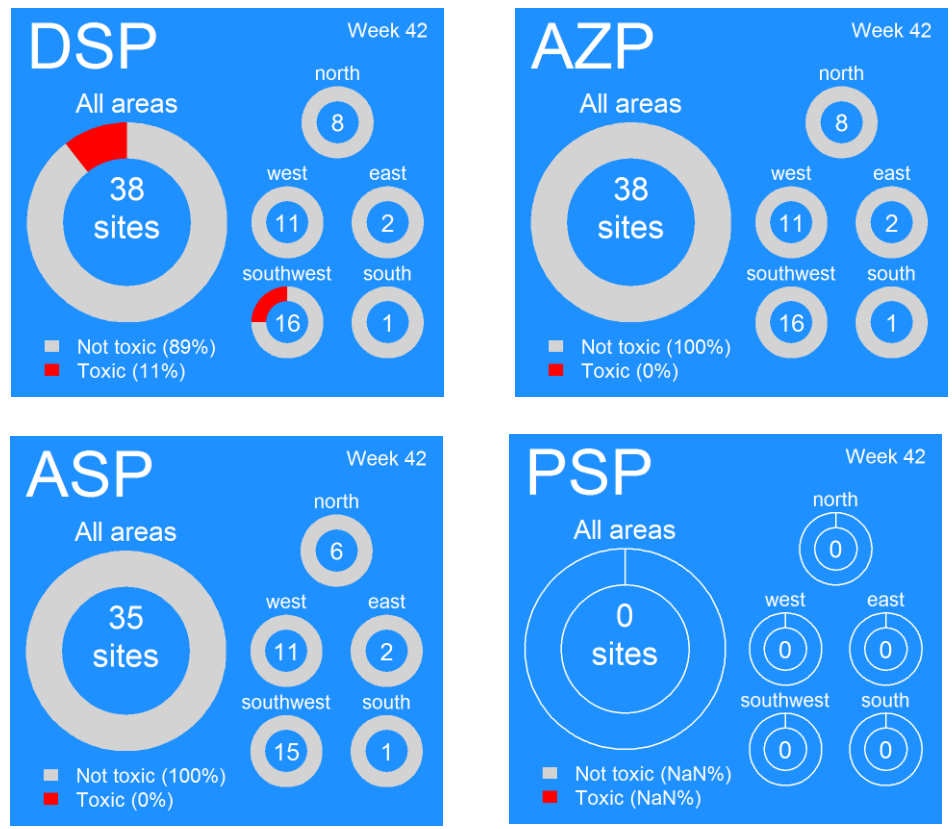 DSP
Week 42
north
All areas
8
west
east
38
sites
11
2
southwest
south
16
1
Not toxic (89%)
Toxic (11%)
AZP
Week 42
north
All areas
8
west
east
38
sites
11
2
southwest
south
16
1
Not toxic (100%)
Toxic (0%)
ASP
Week 42
north
All areas
6
west
east
35
sites
11
2
southwest
south
15
1
Not toxic (100%)
Toxic (0%)
PSP
Week 42
north
All areas
0
west
east
0
sites
0
0
southwest
south
0
0
Not toxic (NaN%)
Toxic (NaN%)